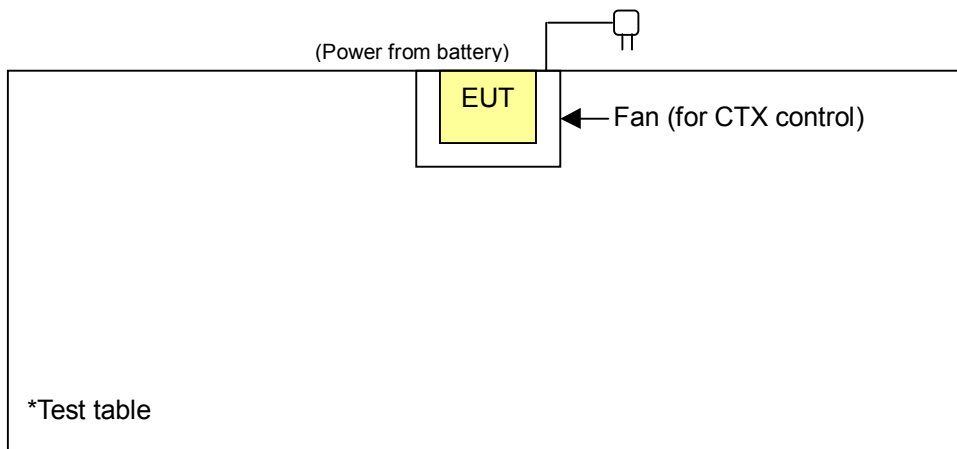 (Power from battery)
EUT
Fan (for CTX control)
*Test table